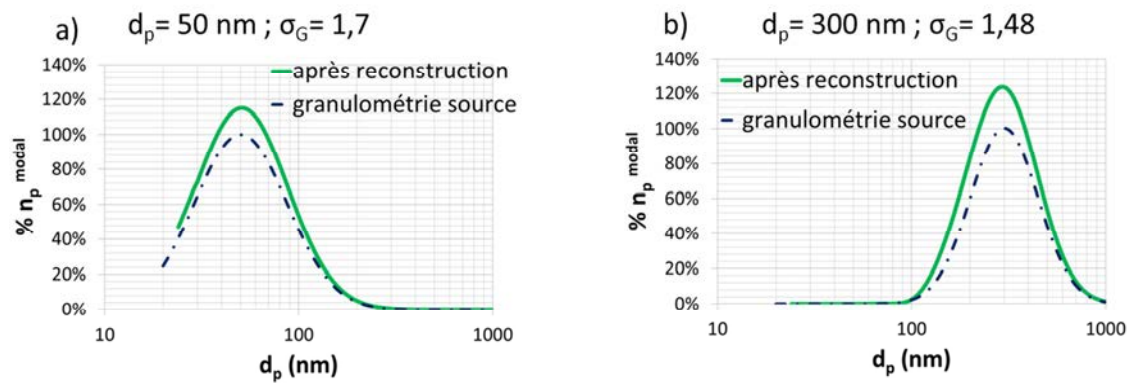 a) dp= 50 nm ; σG= 1,7
140%
120%
100%
80%
60%
40%
20%
0%
% np modal
après reconstruction
granulométrie source
10
100
1000
dp (nm)
b) dp= 300 nm ; σG= 1,48
140%
120%
100%
80%
60%
40%
20%
0%
% np modal
après reconstruction
granulométrie source
10
100
1000
dp (nm)